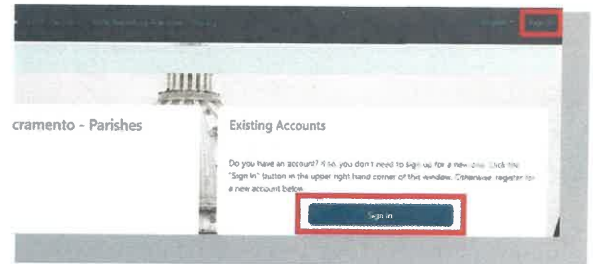 Sign In
cramento - Parishes
Existing Accounts
Do you have an account? If so, you don't need to sign up for a new one. Click the
"Sign In" button in the upper right hand corner of this window. Otherwise, register for
a new account below.
Sign In